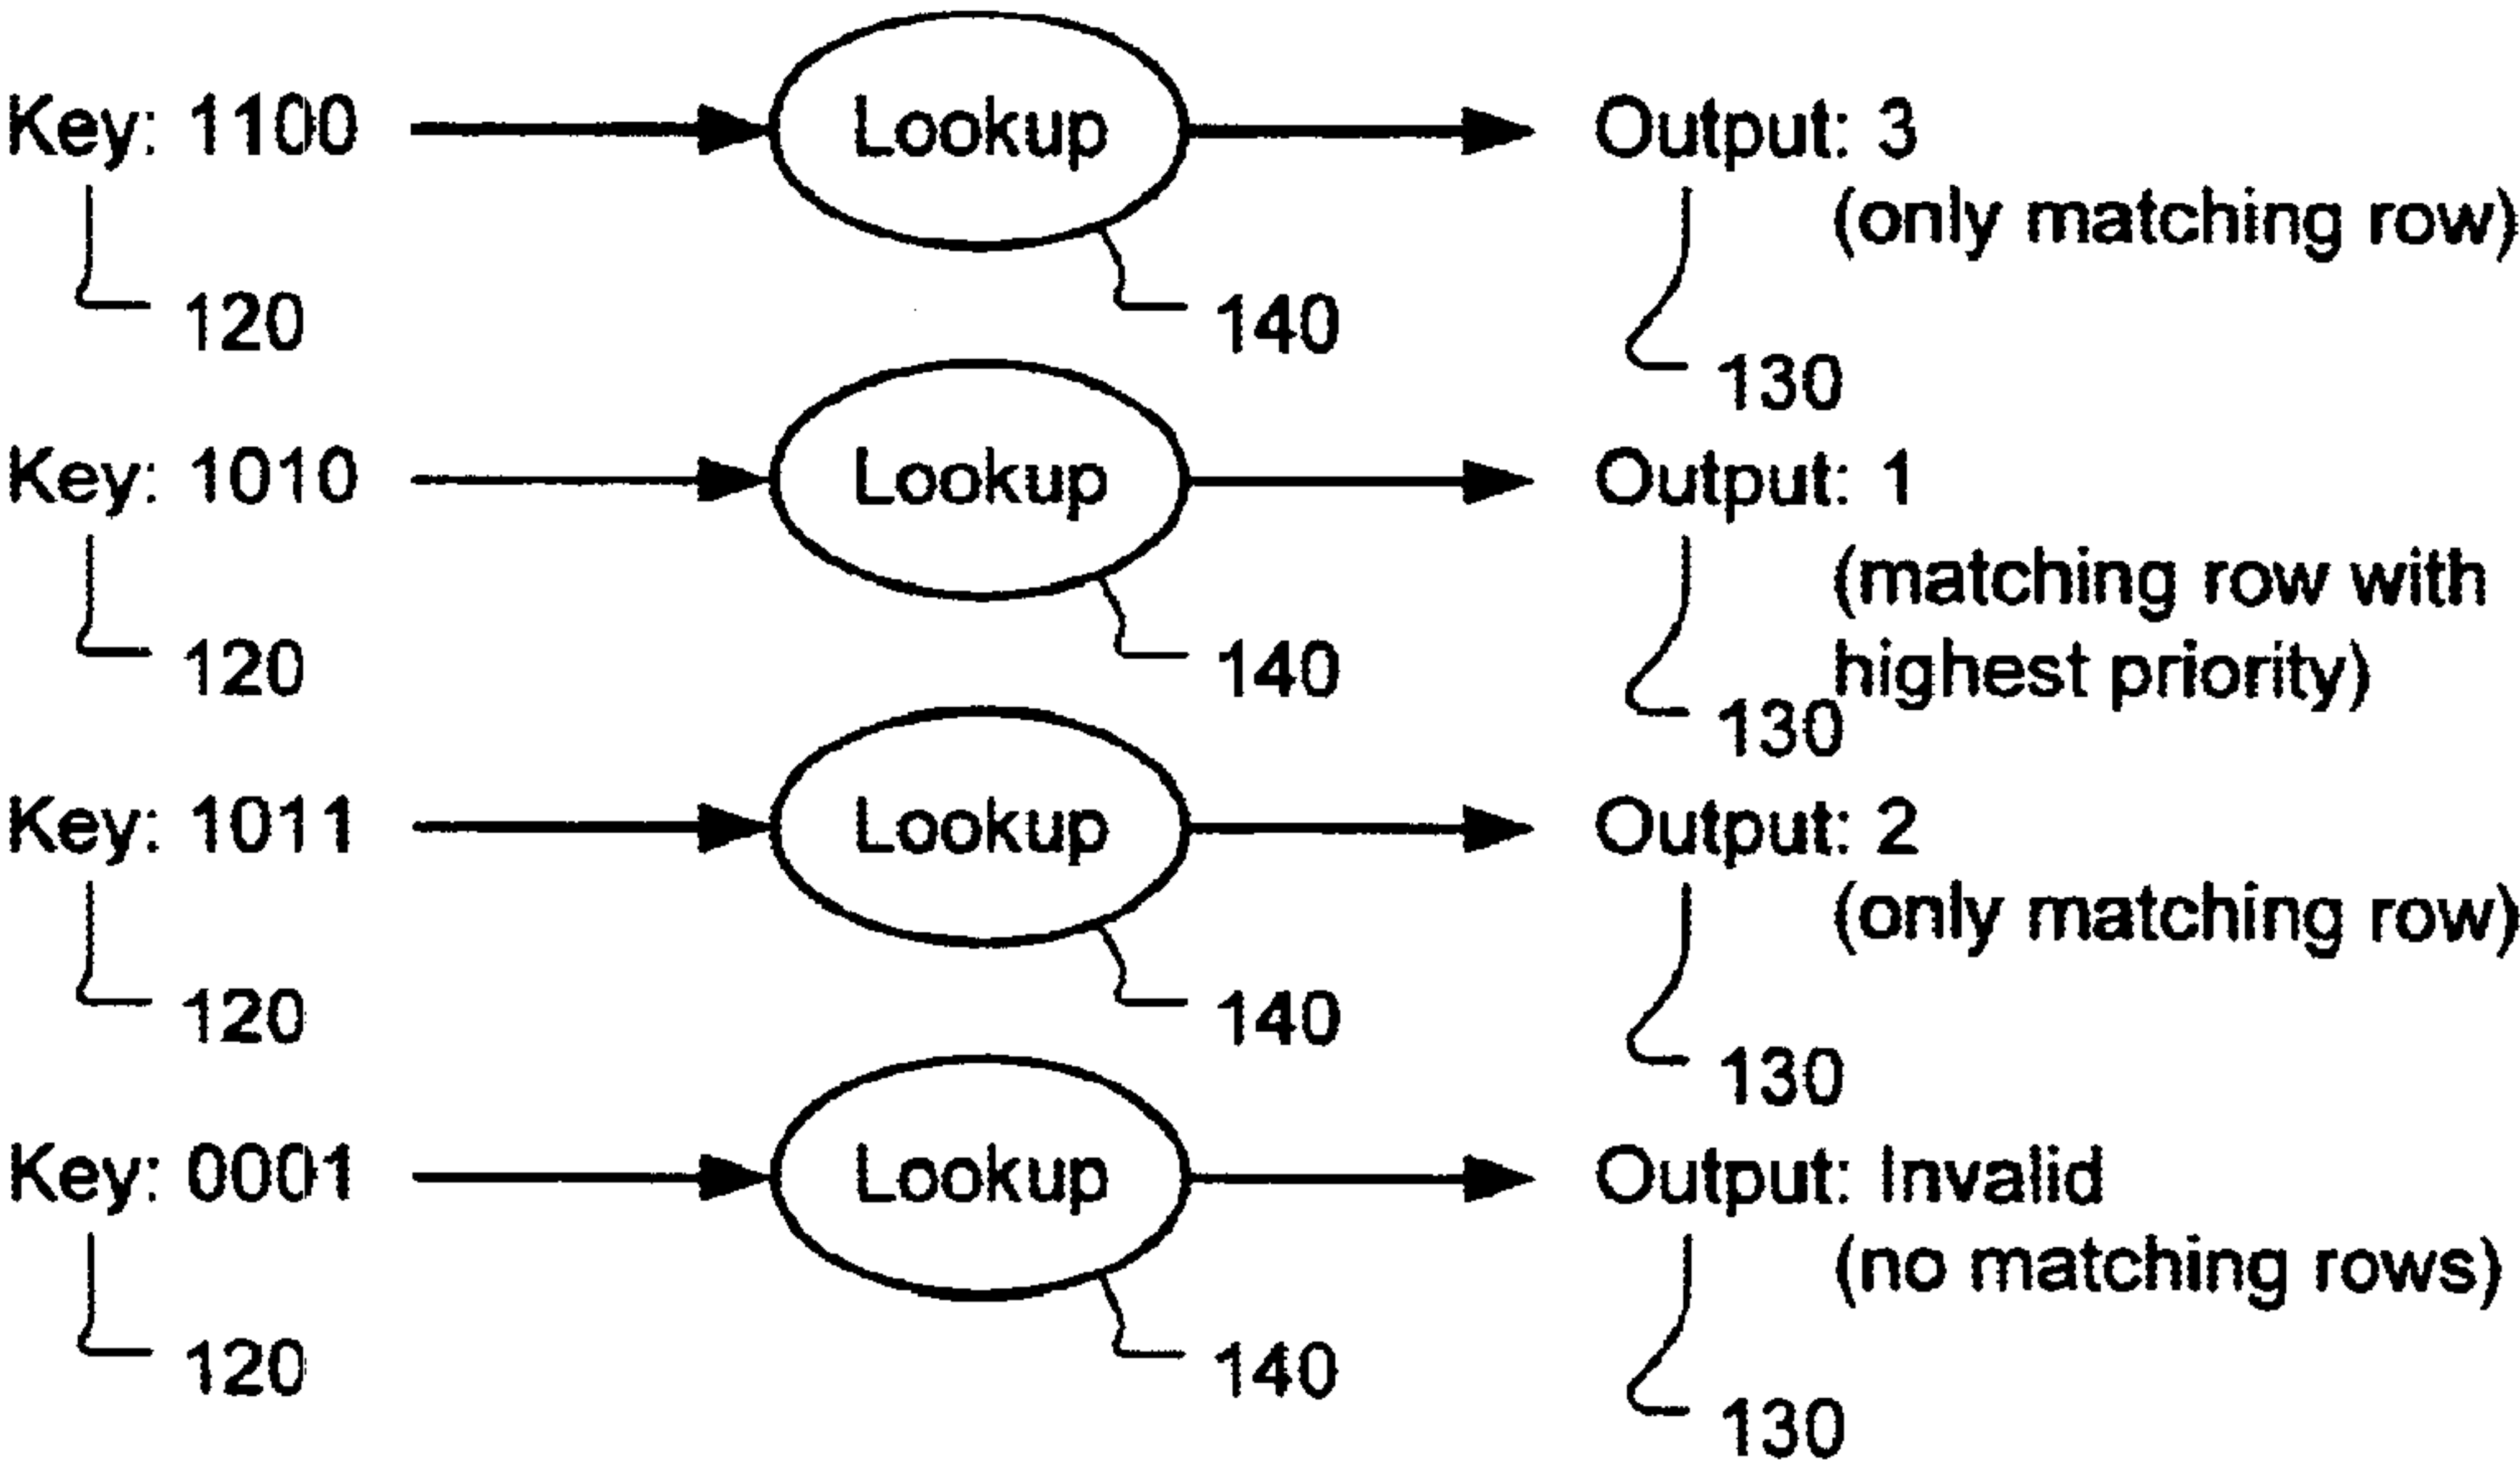 Key: 1100 Lookup Output: 3
(only matching row)
120 140 130
Key: 1010 Lookup Output: 1
(matching row with
highest priority)
120 140 130
Key: 1011 Lookup Output: 2
(only matching row)
120 140 130
Key: 0001 Lookup Output: Invalid
(no matching rows)
120 140 130